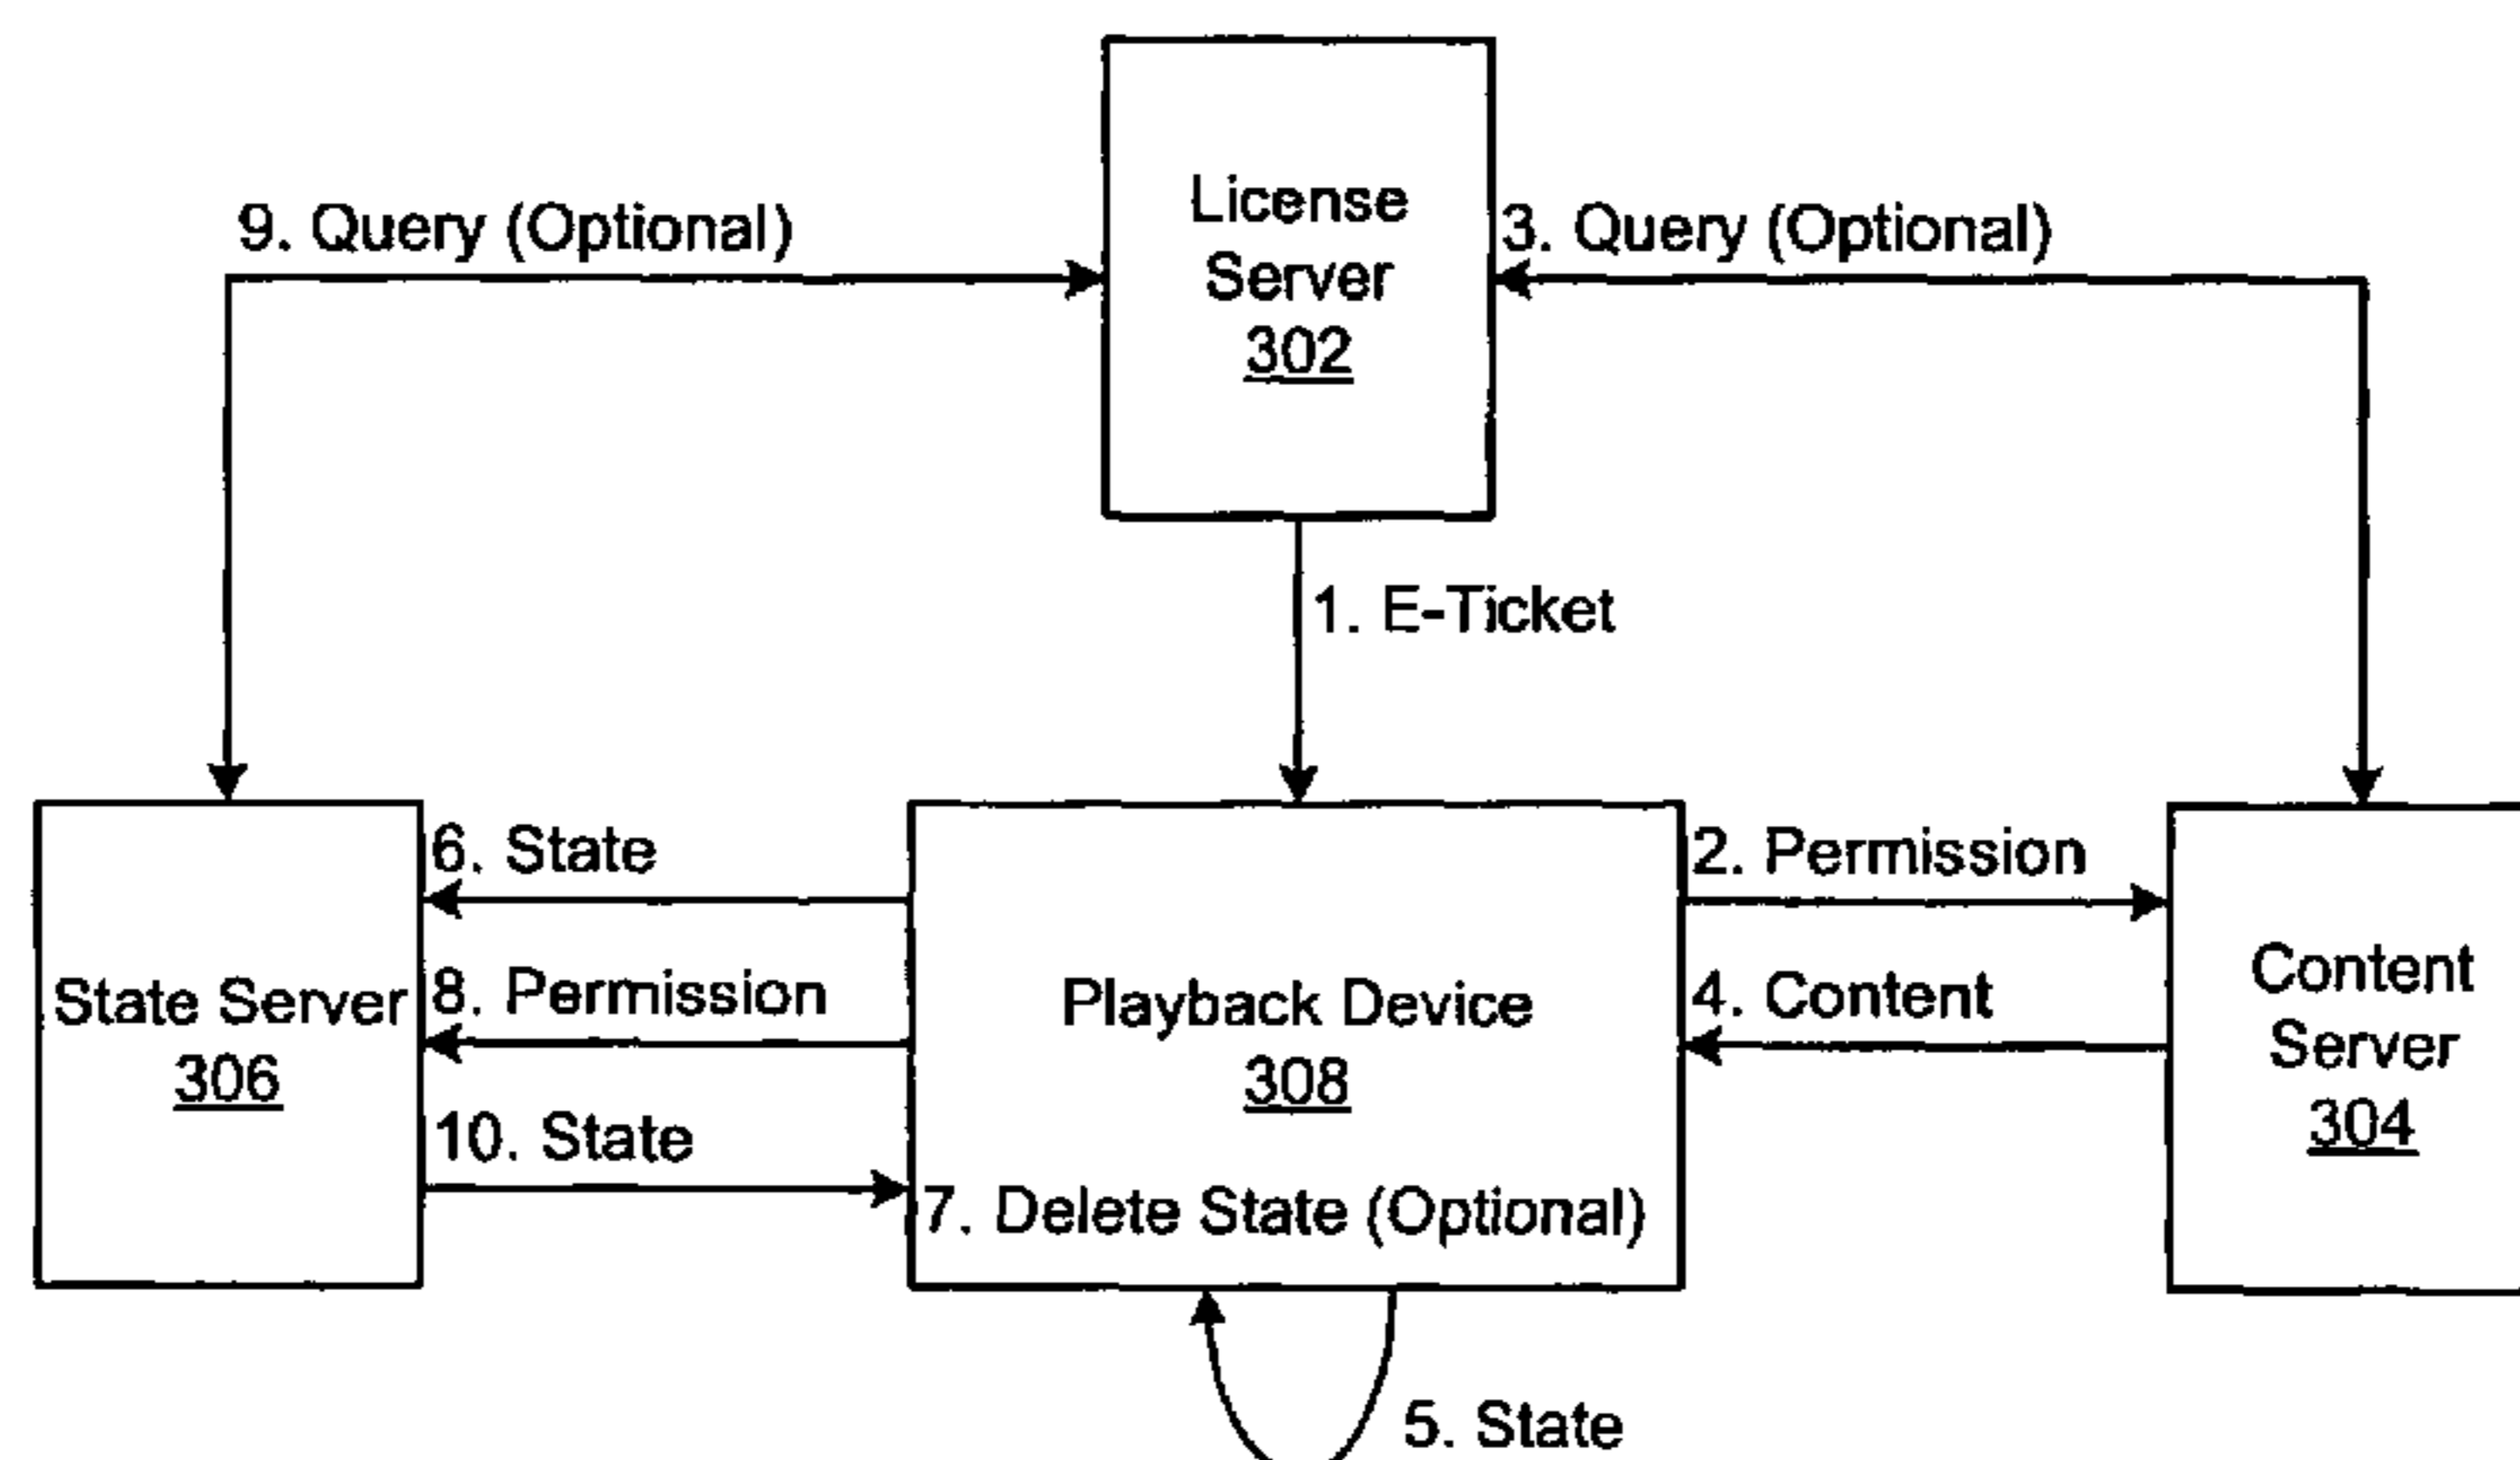 License
Server
302
9. Query (Optional)
3. Query (Optional)
1. E-Ticket
State Server
306
6. State
8. Permission
10. State
Playback Device
308
7. Delete State (Optional)
2. Permission
4. Content
Content
Server
304
5. State